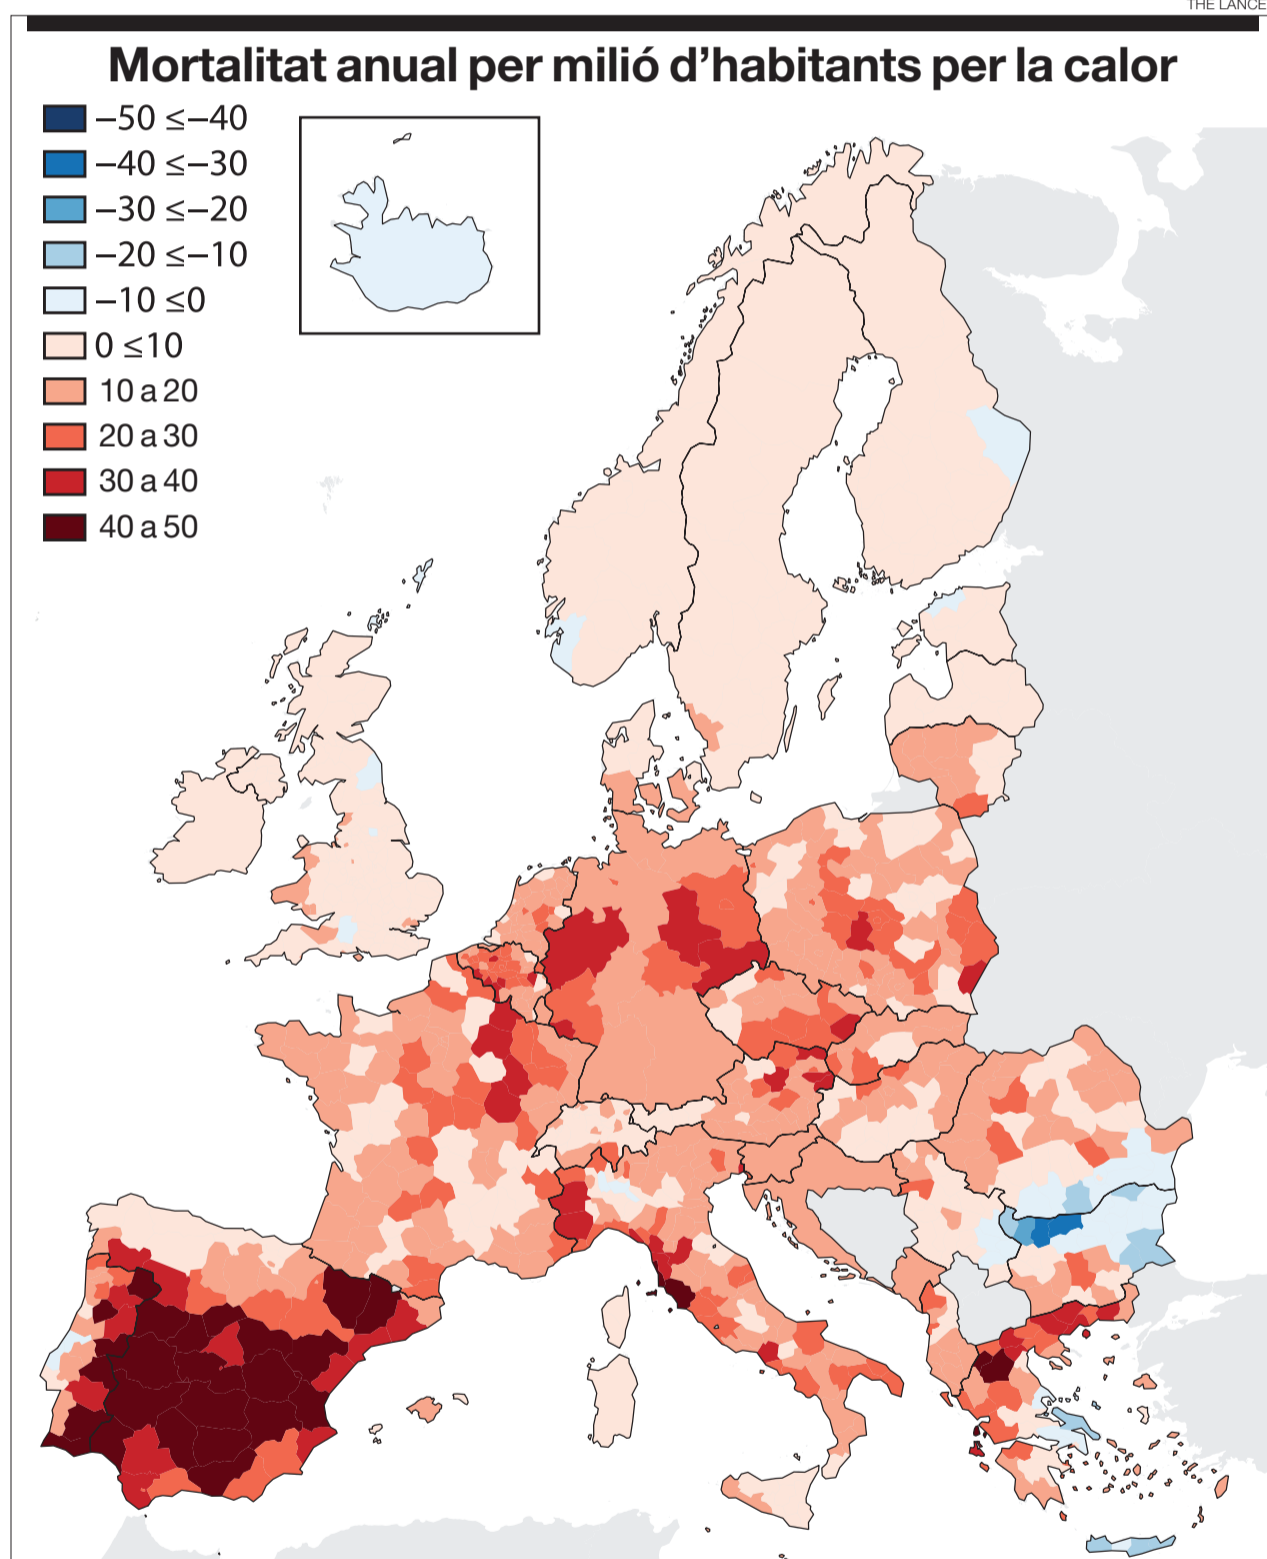 THE LANCE
Mortalitat anual per milió d’habitants per la calor
−50 ≤−40
−40 ≤−30
−30 ≤−20
−20 ≤−10
−10 ≤0
0 ≤10
10 a 20
20 a 30
30 a 40
40 a 50